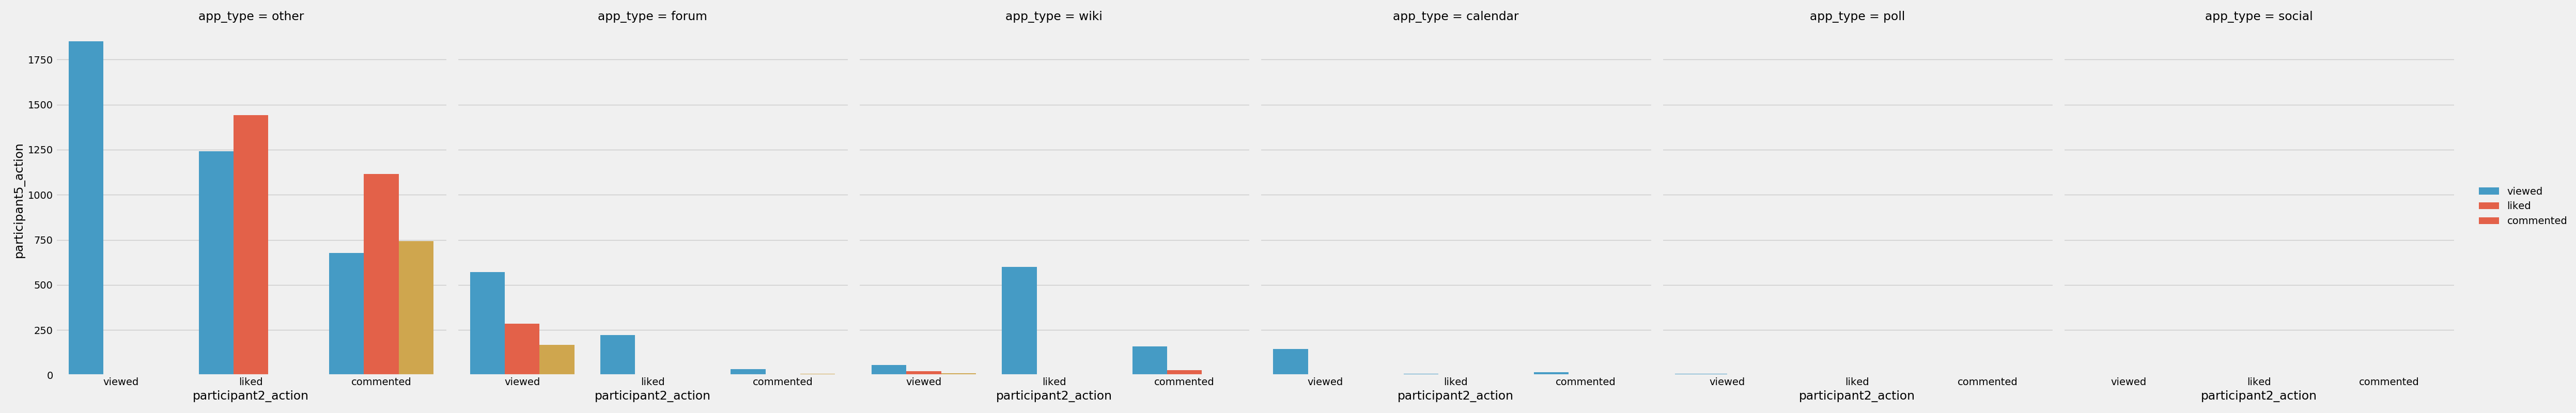 app_type = other
app_type = forum
app_type = wiki
app_type = calendar
app_type = poll
app_type = social
participant5_action
1750
1500
1250
1000
750
500
250
0
viewed liked commented
viewed liked commented
viewed liked commented
viewed liked commented
viewed liked commented
viewed liked commented
participant2_action
participant2_action
participant2_action
participant2_action
participant2_action
participant2_action
viewed
liked
commented